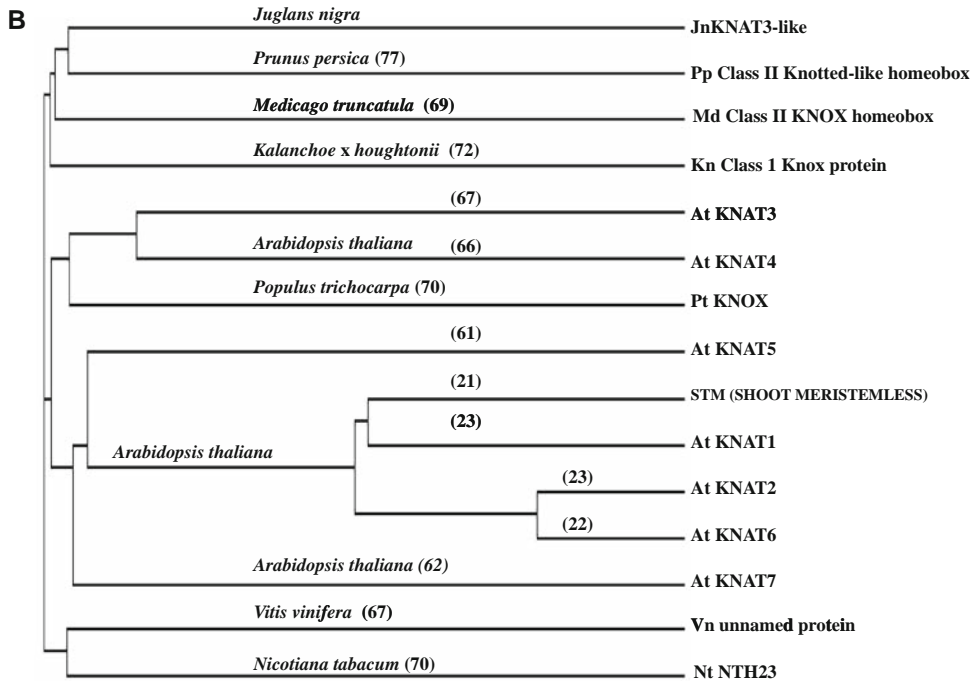 B
Juglans nigra
JnKNAT3-like
Prunus persica (77)
Pp Class II Knotted-like homeobox
Medicago truncatula (69)
Md Class II KNOX homeobox
Kalanchoe x houghtonii (72)
Kn Class 1 Knox protein
(67)
At KNAT3
Arabidopsis thaliana (66)
At KNAT4
Populus trichocarpa (70)
Pt KNOX
(61)
At KNAT5
(21)
STM (SHOOT MERISTEMLESS)
(23)
At KNAT1
Arabidopsis thaliana
(23)
At KNAT2
(22)
At KNAT6
Arabidopsis thaliana (62)
At KNAT7
Vitis vinifera (67)
Vn unnamed protein
Nicotiana tabacum (70)
Nt NTH23